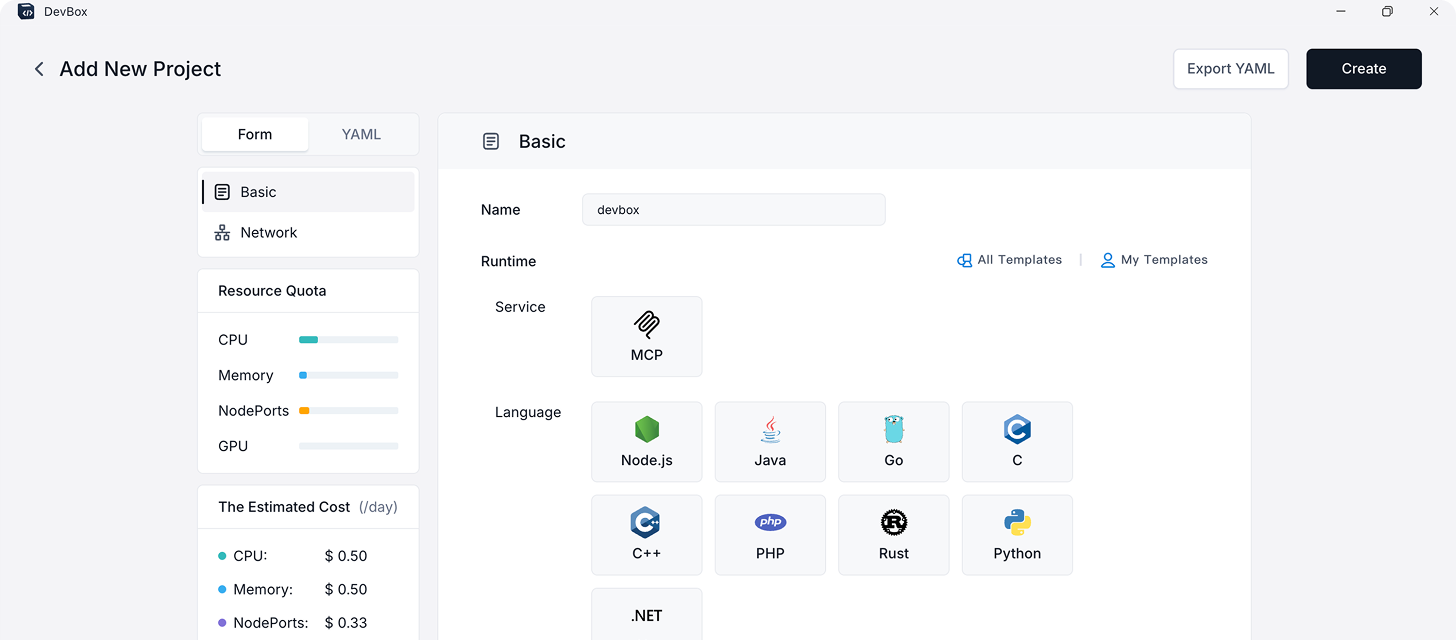 DevBox
Add New Project
Export YAML
Create
Form
YAML
Basic
Network
Resource Quota
CPU
Memory
NodePorts
GPU
The Estimated Cost (/day)
CPU: $ 0.50
Memory: $ 0.50
NodePorts: $ 0.33
Basic
Name
devbox
Runtime
All Templates | My Templates
Service
MCP
Language
Node.js
Java
Go
C
C++
php
PHP
R
Rust
Python
.NET